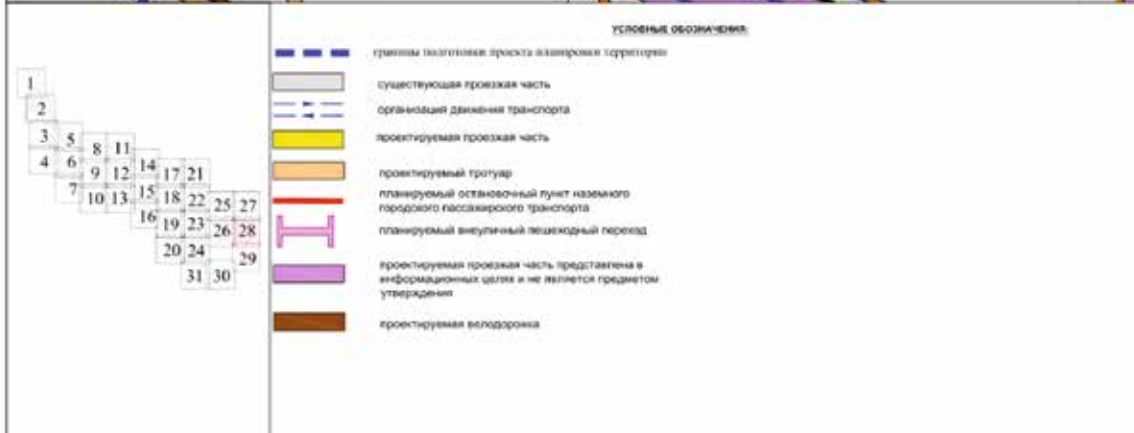 УСЛОВНЫЕ ОБОЗНАЧЕНИЯ:
границы подготовки проекта планировки территории
существующая проезжая часть
организация движения транспорта
проектируемая проезжая часть
проектируемый тротуар
планируемый остановочный пункт наземного
городского пассажирского транспорта
планируемый внеуличный пешеходный переход
проектируемая проезжая часть представлена в
информационных целях и не является предметом
утверждения
проектируемая велодорожка
1
2
3 5 8 11
4 6 9 12 14 17 21
7 10 13 15 18 22 25 27
16 19 23 26 28
20 24 29
31 30